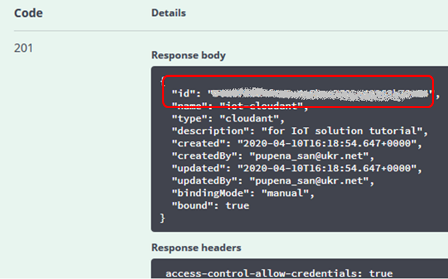 Code Details
201
Response body
{
"id": "
"name": "iot-cloudant",
"type": "cloudant",
"description": "for IoT solution tutorial",
"created": "2020-04-10T16:18:54.647+0000",
"createdBy": "pupena_san@ukr.net",
"updated": "2020-04-10T16:18:54.647+0000",
"updatedBy": "pupena_san@ukr.net",
"bindingMode": "manual",
"bound": true
}
Response headers
access-control-allow-credentials: true